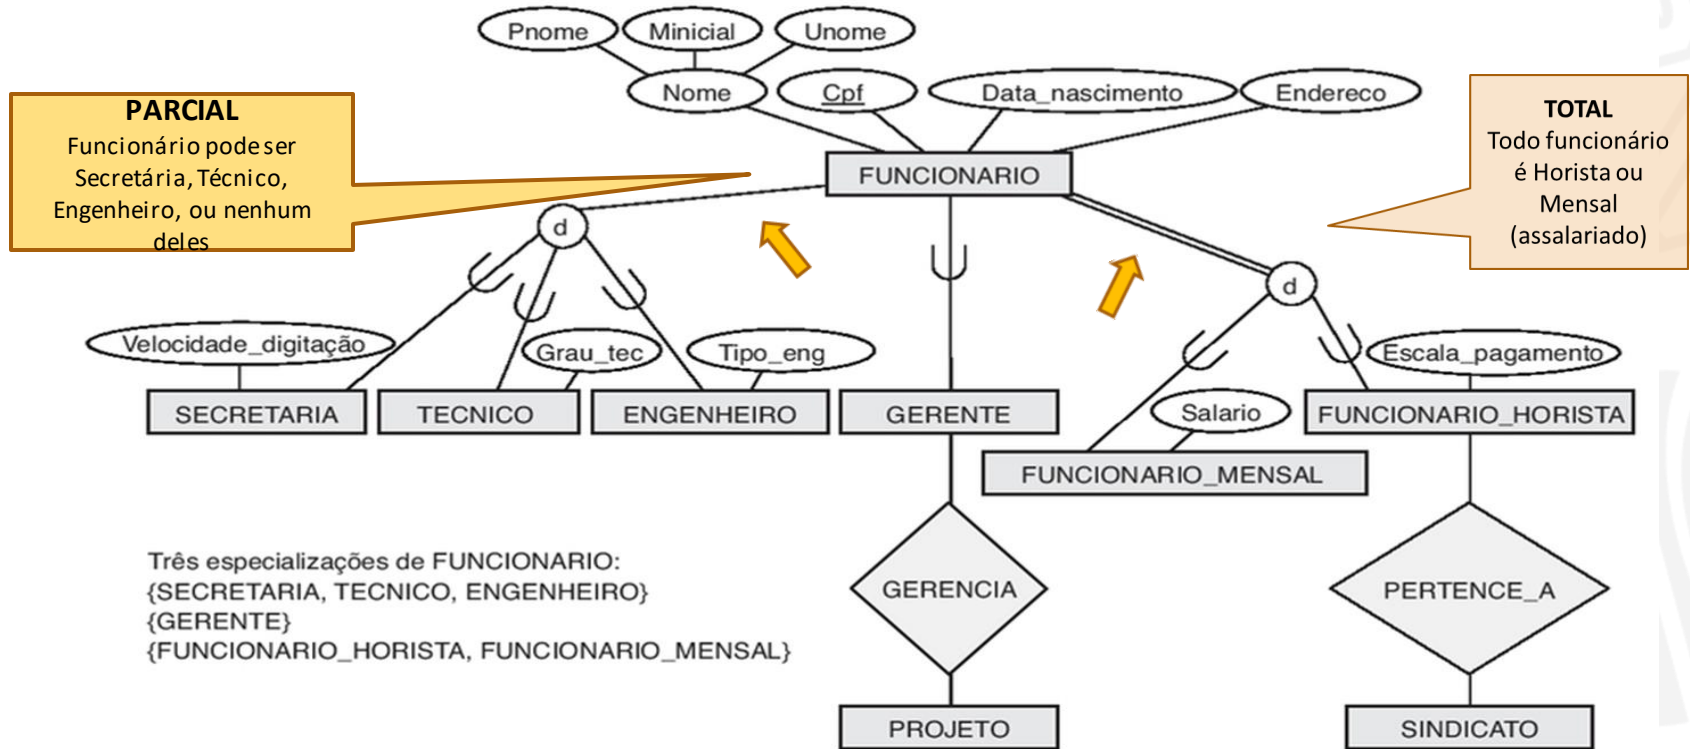 Pnome
Minicial
Unome
Nome
Cpf
Data_nascimento
Endereco
PARCIAL
Funcionário pode ser
Secretária, Técnico,
Engenheiro, ou nenhum
deles
TOTAL
Todo funcionário
é Horista ou
Mensal
(assalariado)
FUNCIONARIO
d
d
Velocidade_digitação
Grau_tec
Tipo_eng
Escala_pagamento
SECRETARIA
TECNICO
ENGENHEIRO
GERENTE
Salario
FUNCIONARIO_HORISTA
FUNCIONARIO_MENSAL
Três especializações de FUNCIONARIO:
{SECRETARIA, TECNICO, ENGENHEIRO}
{GERENTE}
{FUNCIONARIO_HORISTA, FUNCIONARIO_MENSAL}
GERENCIA
PERTENCE_A
PROJETO
SINDICATO